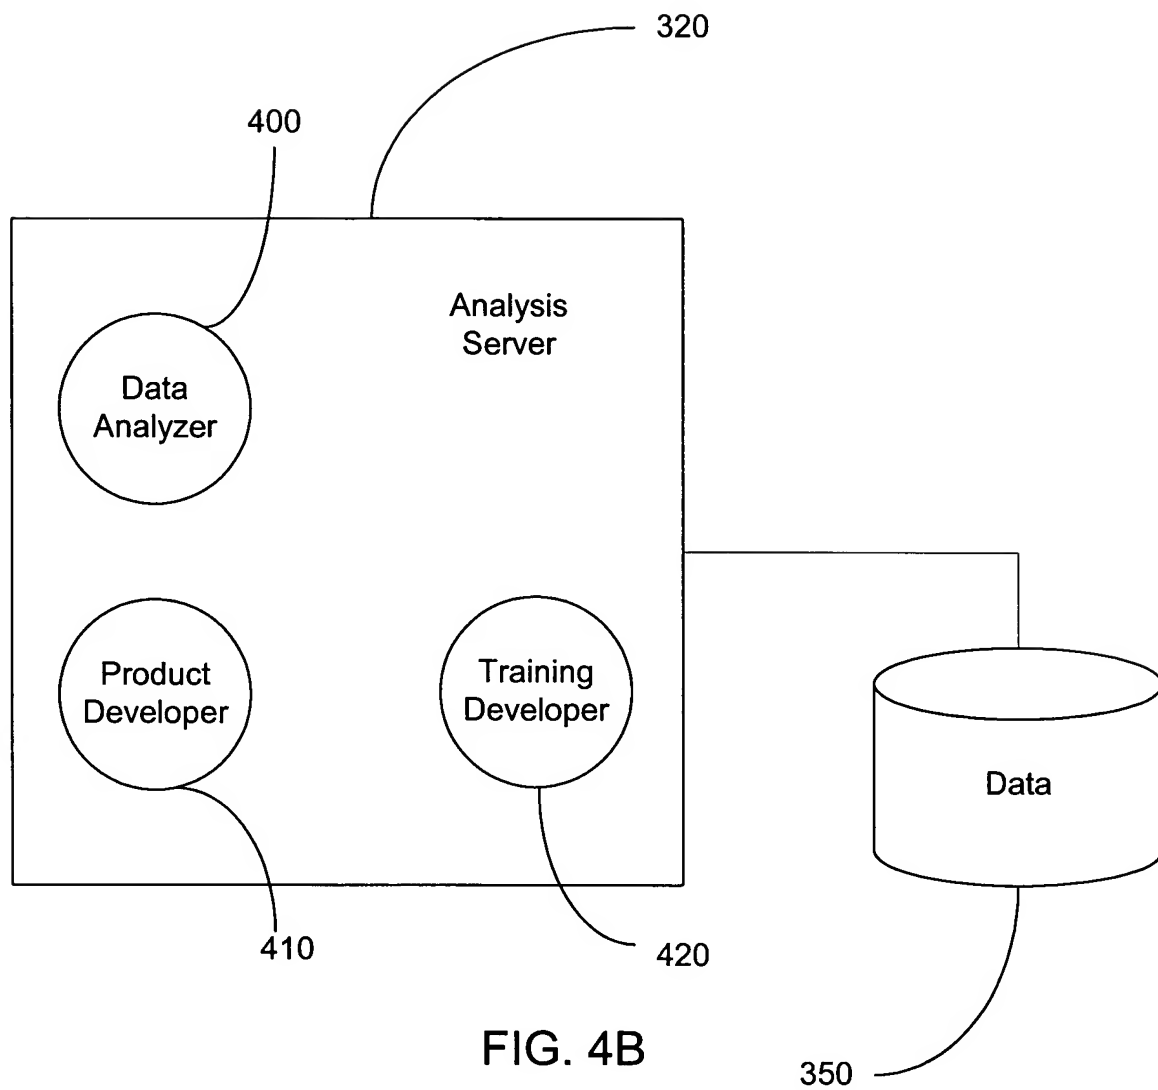 320
400
Analysis
Server
Data
Analyzer
Product
Developer
Training
Developer
Data
410
420
FIG. 4B
350